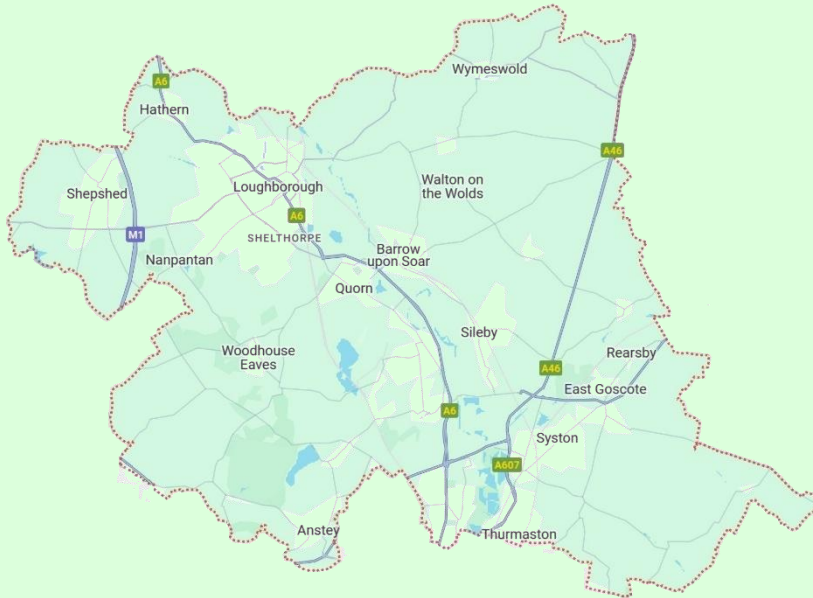 Wymeswold
A6
Hathern
A46
Walton on
the Wolds
Loughborough
Shepshed
A6
M1
SHELTHORPE
Barrow
upon Soar
Nanpantan
Quorn
Sileby
Woodhouse
Eaves
Rearsby
A46
East Goscote
A6
Syston
A607
Anstey
Thurmaston